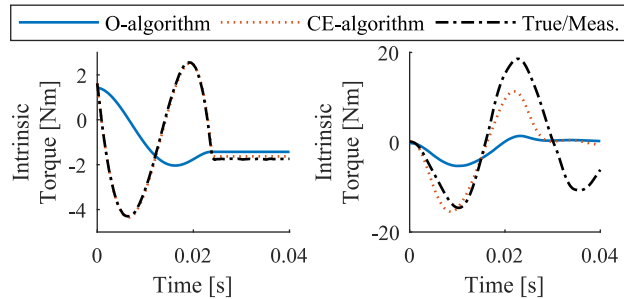 O-algorithm CE-algorithm True/Meas.
Intrinsic
Torque [Nm]
2
0
-2
-4
0 0.02 0.04
Time [s]
Intrinsic
Torque [Nm]
20
0
-20
0 0.02 0.04
Time [s]